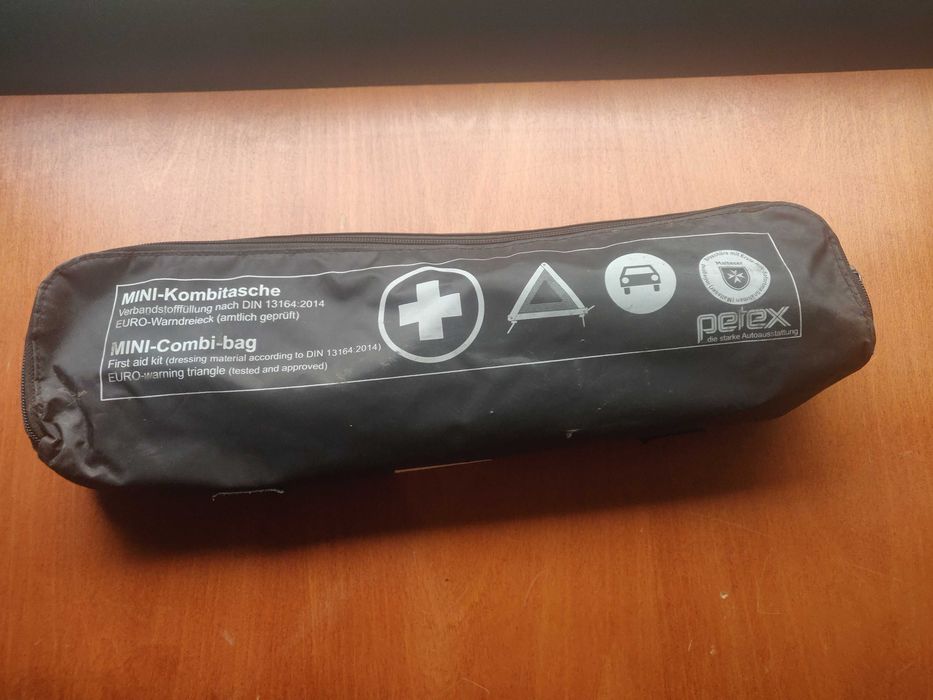 MINI-Kombitasche
Verbandstofffüllung nach DIN 13164:2014
EURO-Warndreieck (amtlich geprüft)
MINI-Combi-bag
First aid kit (dressing material according to DIN 13164:2014)
EURO-warning triangle (tested and approved)
Malteser
petex
die starke Autoausstattung